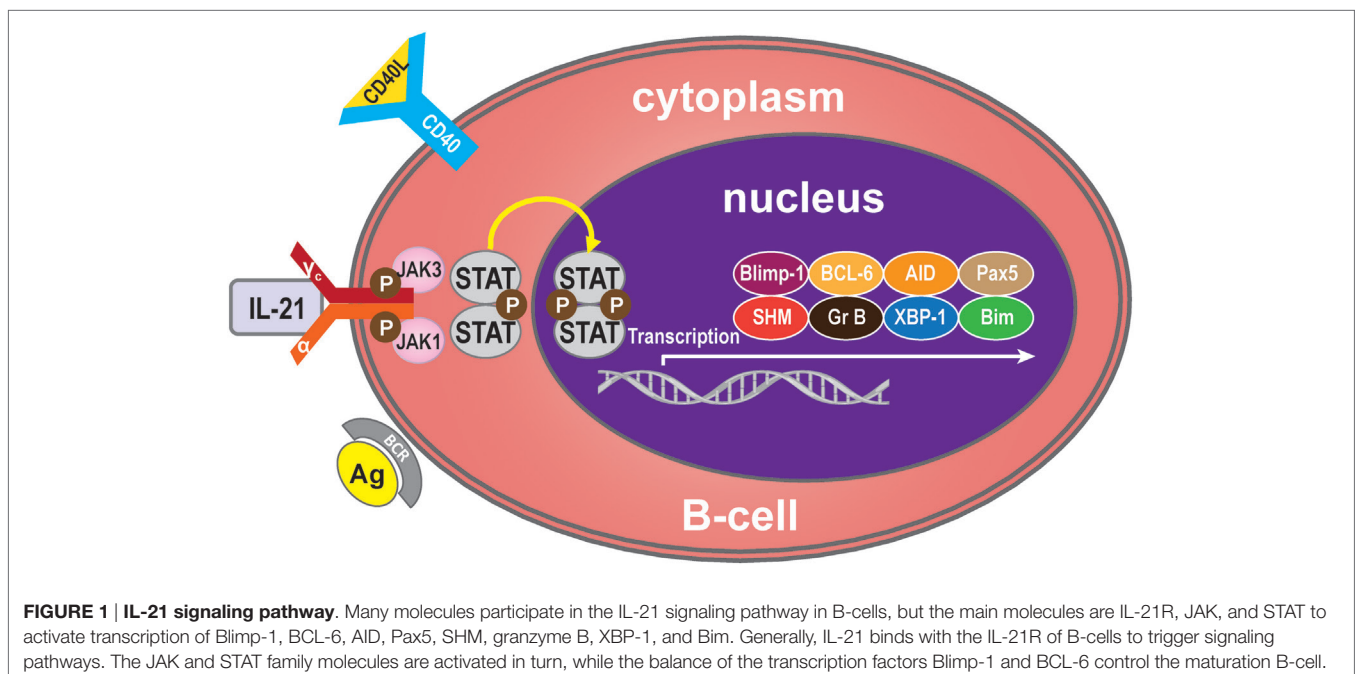 CD40L
CD40
cytoplasm
nucleus
γc
IL-21
α
P
JAK3
P
JAK1
STAT
P
STAT
STAT
P P
STAT
Transcription
Blimp-1 BCL-6 AID Pax5
SHM Gr B XBP-1 Bim
BCR
Ag
B-cell
FIGURE 1 | IL-21 signaling pathway. Many molecules participate in the IL-21 signaling pathway in B-cells, but the main molecules are IL-21R, JAK, and STAT to
activate transcription of Blimp-1, BCL-6, AID, Pax5, SHM, granzyme B, XBP-1, and Bim. Generally, IL-21 binds with the IL-21R of B-cells to trigger signaling
pathways. The JAK and STAT family molecules are activated in turn, while the balance of the transcription factors Blimp-1 and BCL-6 control the maturation B-cell.